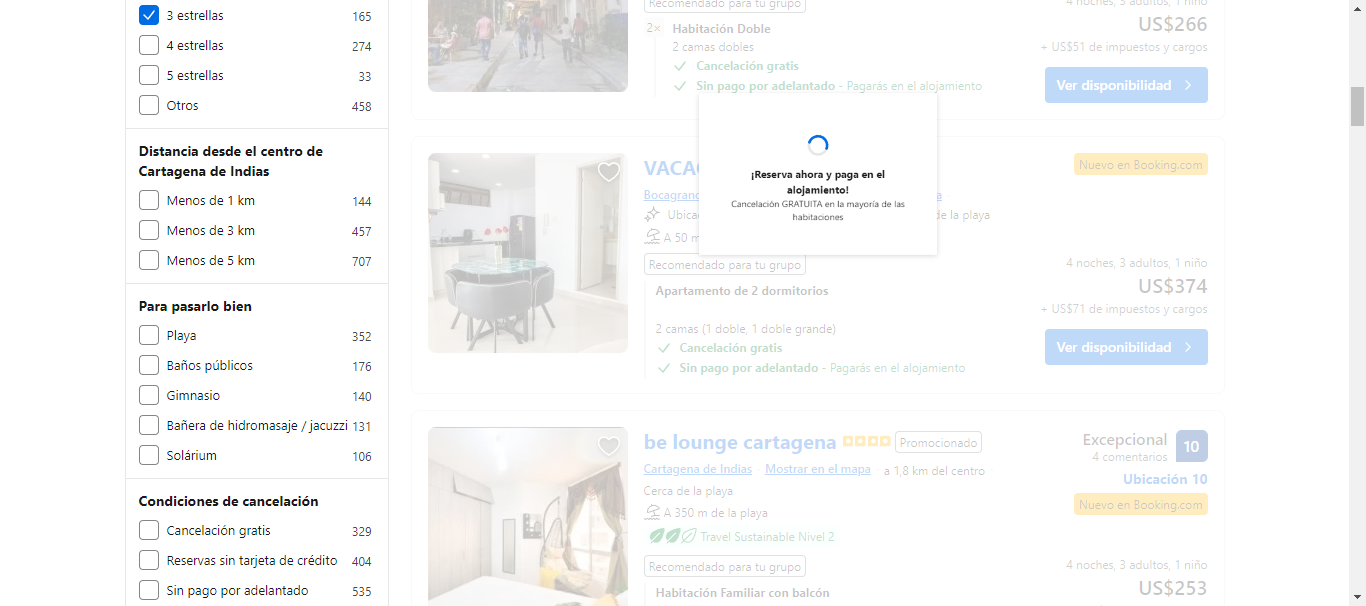 3 estrellas 165
4 estrellas 274
5 estrellas 33
Otros 458
Distancia desde el centro de
Cartagena de Indias
Menos de 1 km 144
Menos de 3 km 457
Menos de 5 km 707
Para pasarlo bien
Playa 352
Baños públicos 176
Gimnasio 140
Bañera de hidromasaje / jacuzzi 131
Solárium 106
Condiciones de cancelación
Cancelación gratis 329
Reservas sin tarjeta de crédito 404
Sin pago por adelantado 535
Recomendado para tu grupo
2× Habitación Doble
2 camas dobles
Cancelación gratis
Sin pago por adelantado - Pagarás en el alojamiento
4 noches, 3 adultos, 1 niño
US$266
+ US$51 de impuestos y cargos
Ver disponibilidad
¡Reserva ahora y paga en el
alojamiento!
Cancelación GRATUITA en la mayoría de las
habitaciones
Nuevo en Booking.com
de la playa
A 50 m
Recomendado para tu grupo
Apartamento de 2 dormitorios
2 camas (1 doble, 1 doble grande)
Cancelación gratis
Sin pago por adelantado - Pagarás en el alojamiento
4 noches, 3 adultos, 1 niño
US$374
+ US$71 de impuestos y cargos
Ver disponibilidad
be lounge cartagena Promocionado
Cartagena de Indias Mostrar en el mapa a 1,8 km del centro
Cerca de la playa
A 350 m de la playa
Travel Sustainable Nivel 2
Recomendado para tu grupo
Habitación Familiar con balcón
Excepcional 10
4 comentarios
Ubicación 10
Nuevo en Booking.com
4 noches, 3 adultos, 1 niño
US$253